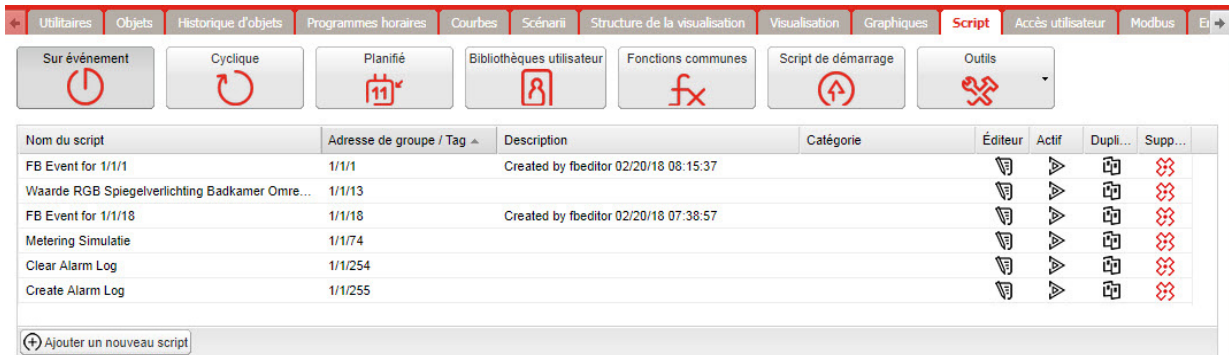 Utilitaires Objets Historique d'objets Programmes horaires Courbes Scénarii Structure de la visualisation Visualisation Graphiques Script Accès utilisateur Modbus
Sur événement Cyclique Planifié Bibliothèques utilisateur Fonctions communes Script de démarrage Outils
11
Nom du script Adresse de groupe / Tag Description Catégorie Éditeur Actif Dupli... Supp...
FB Event for 1/1/1 1/1/1 Created by fbeditor 02/20/18 08:15:37
Waarde RGB Spiegelverlichting Badkamer Omre... 1/1/13
FB Event for 1/1/18 1/1/18 Created by fbeditor 02/20/18 07:38:57
Metering Simulatie 1/1/74
Clear Alarm Log 1/1/254
Create Alarm Log 1/1/255
Ajouter un nouveau script